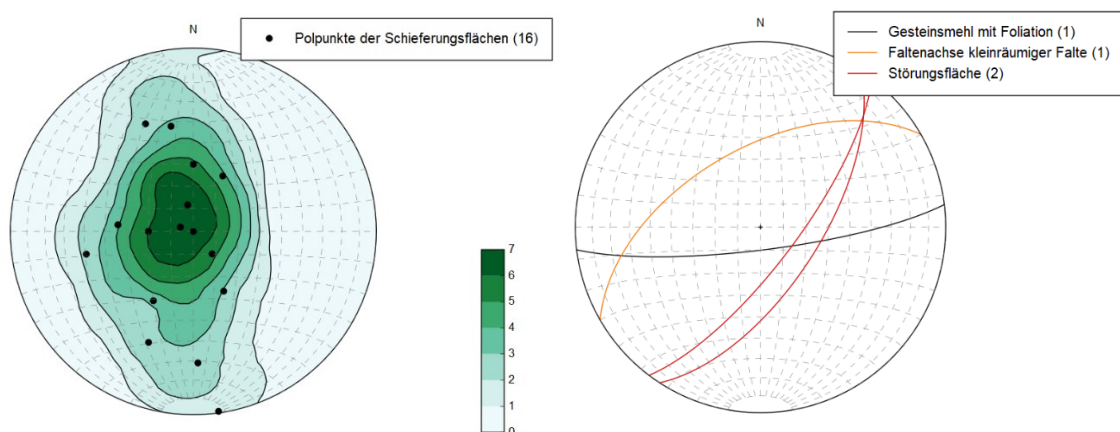 N
Polpunkte der Schieferungsflächen (16)
7
6
5
4
3
2
1
0
N
Gesteinsmehl mit Foliation (1)
Faltenachse kleinräumiger Falte (1)
Störungsfläche (2)